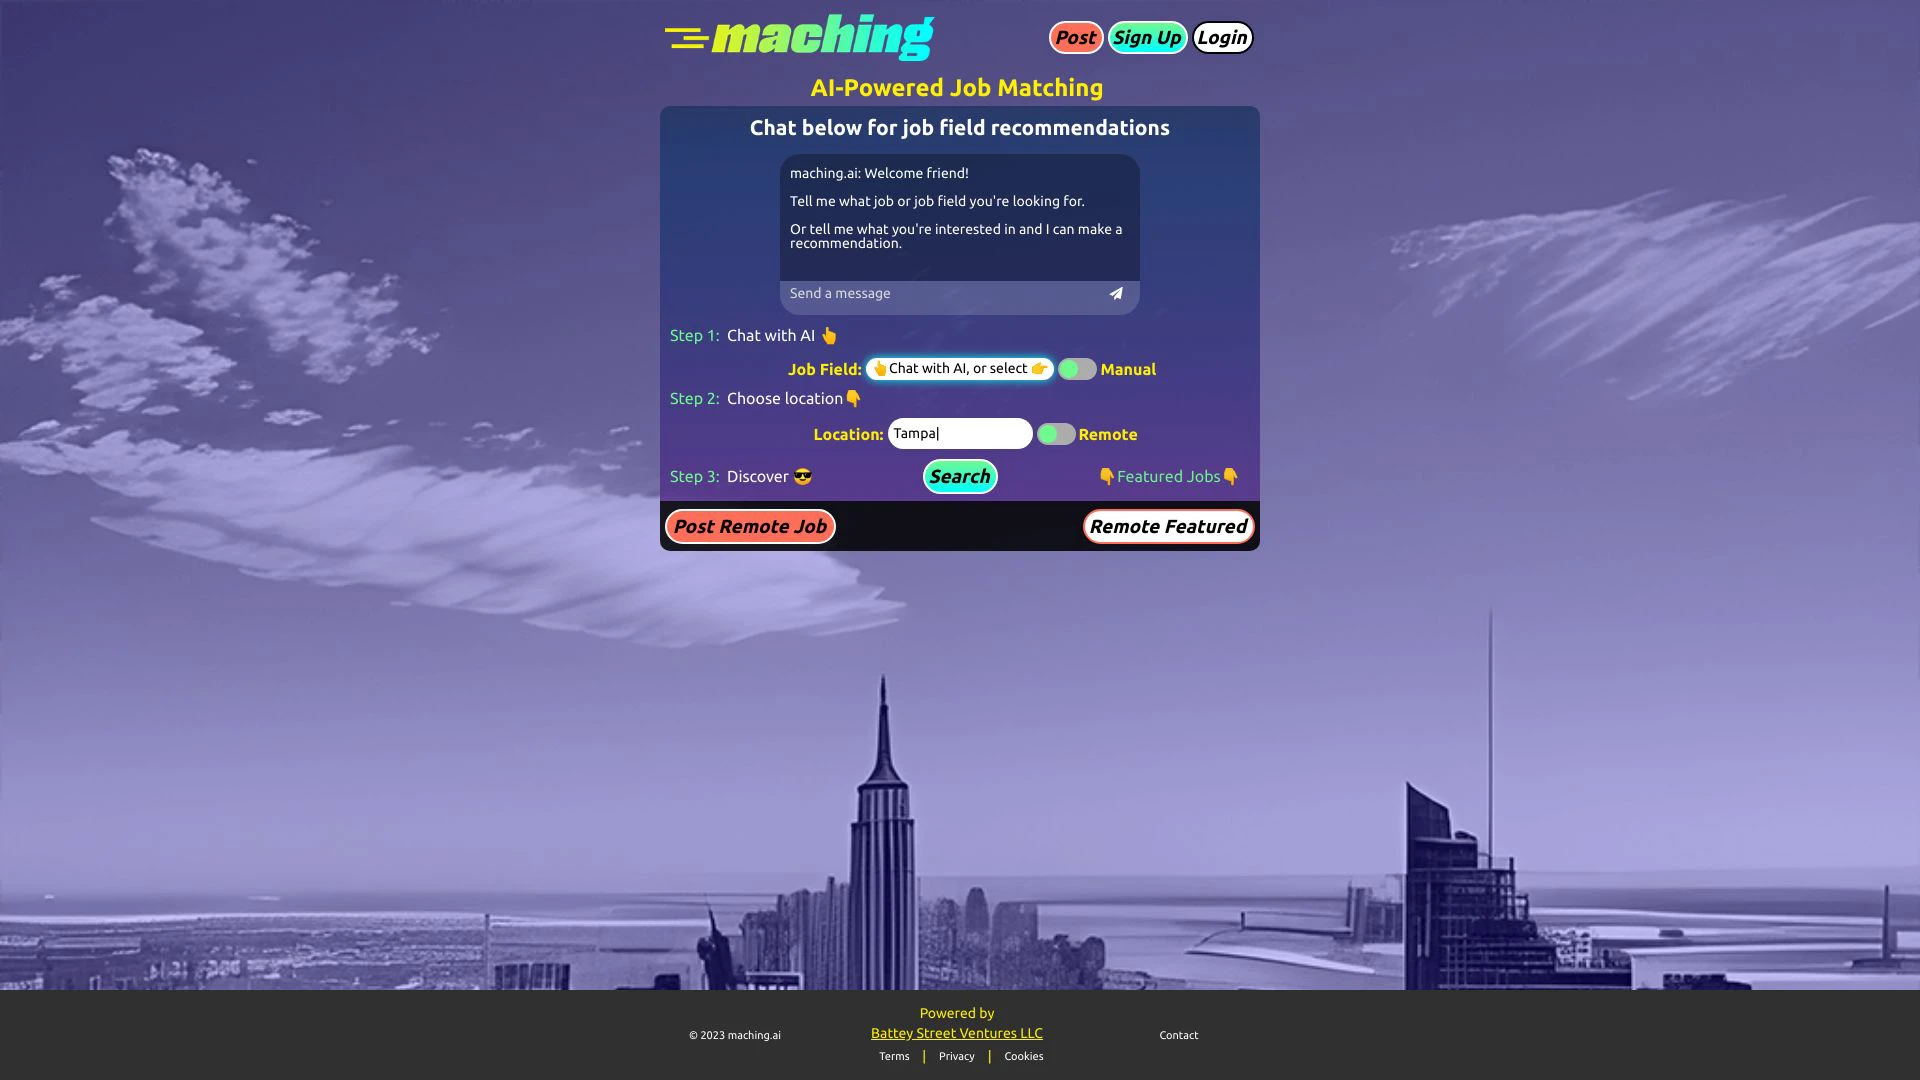 maching
Post
Sign Up
Login
AI-Powered Job Matching
Chat below for job field recommendations
maching.ai: Welcome friend!
Tell me what job or job field you're looking for.
Or tell me what you're interested in and I can make a
recommendation.
Send a message
Step 1: Chat with AI 👆
Job Field: 👆Chat with AI, or select 👉 Manual
Step 2: Choose location👇
Location: Tampa Remote
Step 3: Discover 😎 Search 👇Featured Jobs👇
Post Remote Job
Remote Featured
Powered by
© 2023 maching.ai
Battey Street Ventures LLC
Contact
Terms | Privacy | Cookies